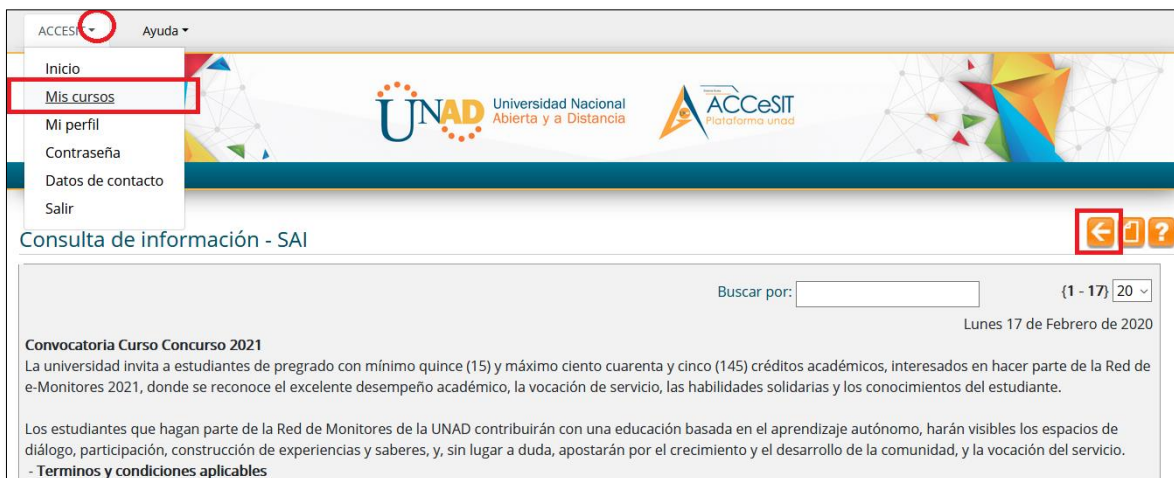 ACCESIT Ayuda
Inicio
Mis cursos
Mi perfil
Contraseña
Datos de contacto
Salir
UNAD Universidad Nacional
Abierta y a Distancia
ACCeSIT
Plataforma unad
Consulta de información - SAI
Buscar por: {1 - 17} 20
Lunes 17 de Febrero de 2020
Convocatoria Curso Concurso 2021
La universidad invita a estudiantes de pregrado con mínimo quince (15) y máximo ciento cuarenta y cinco (145) créditos académicos, interesados en hacer parte de la Red de
e-Monitores 2021, donde se reconoce el excelente desempeño académico, la vocación de servicio, las habilidades solidarias y los conocimientos del estudiante.
Los estudiantes que hagan parte de la Red de Monitores de la UNAD contribuirán con una educación basada en el aprendizaje autónomo, harán visibles los espacios de
diálogo, participación, construcción de experiencias y saberes, y, sin lugar a duda, apostarán por el crecimiento y el desarrollo de la comunidad, y la vocación del servicio.
- Terminos y condiciones aplicables